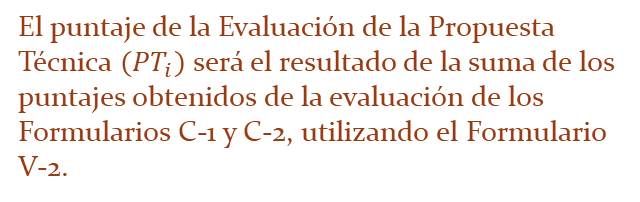 El puntaje de la Evaluación de la Propuesta
Técnica (𝑃𝑇ᵢ) será el resultado de la suma de los
puntajes obtenidos de la evaluación de los
Formularios C-1 y C-2, utilizando el Formulario
V-2.